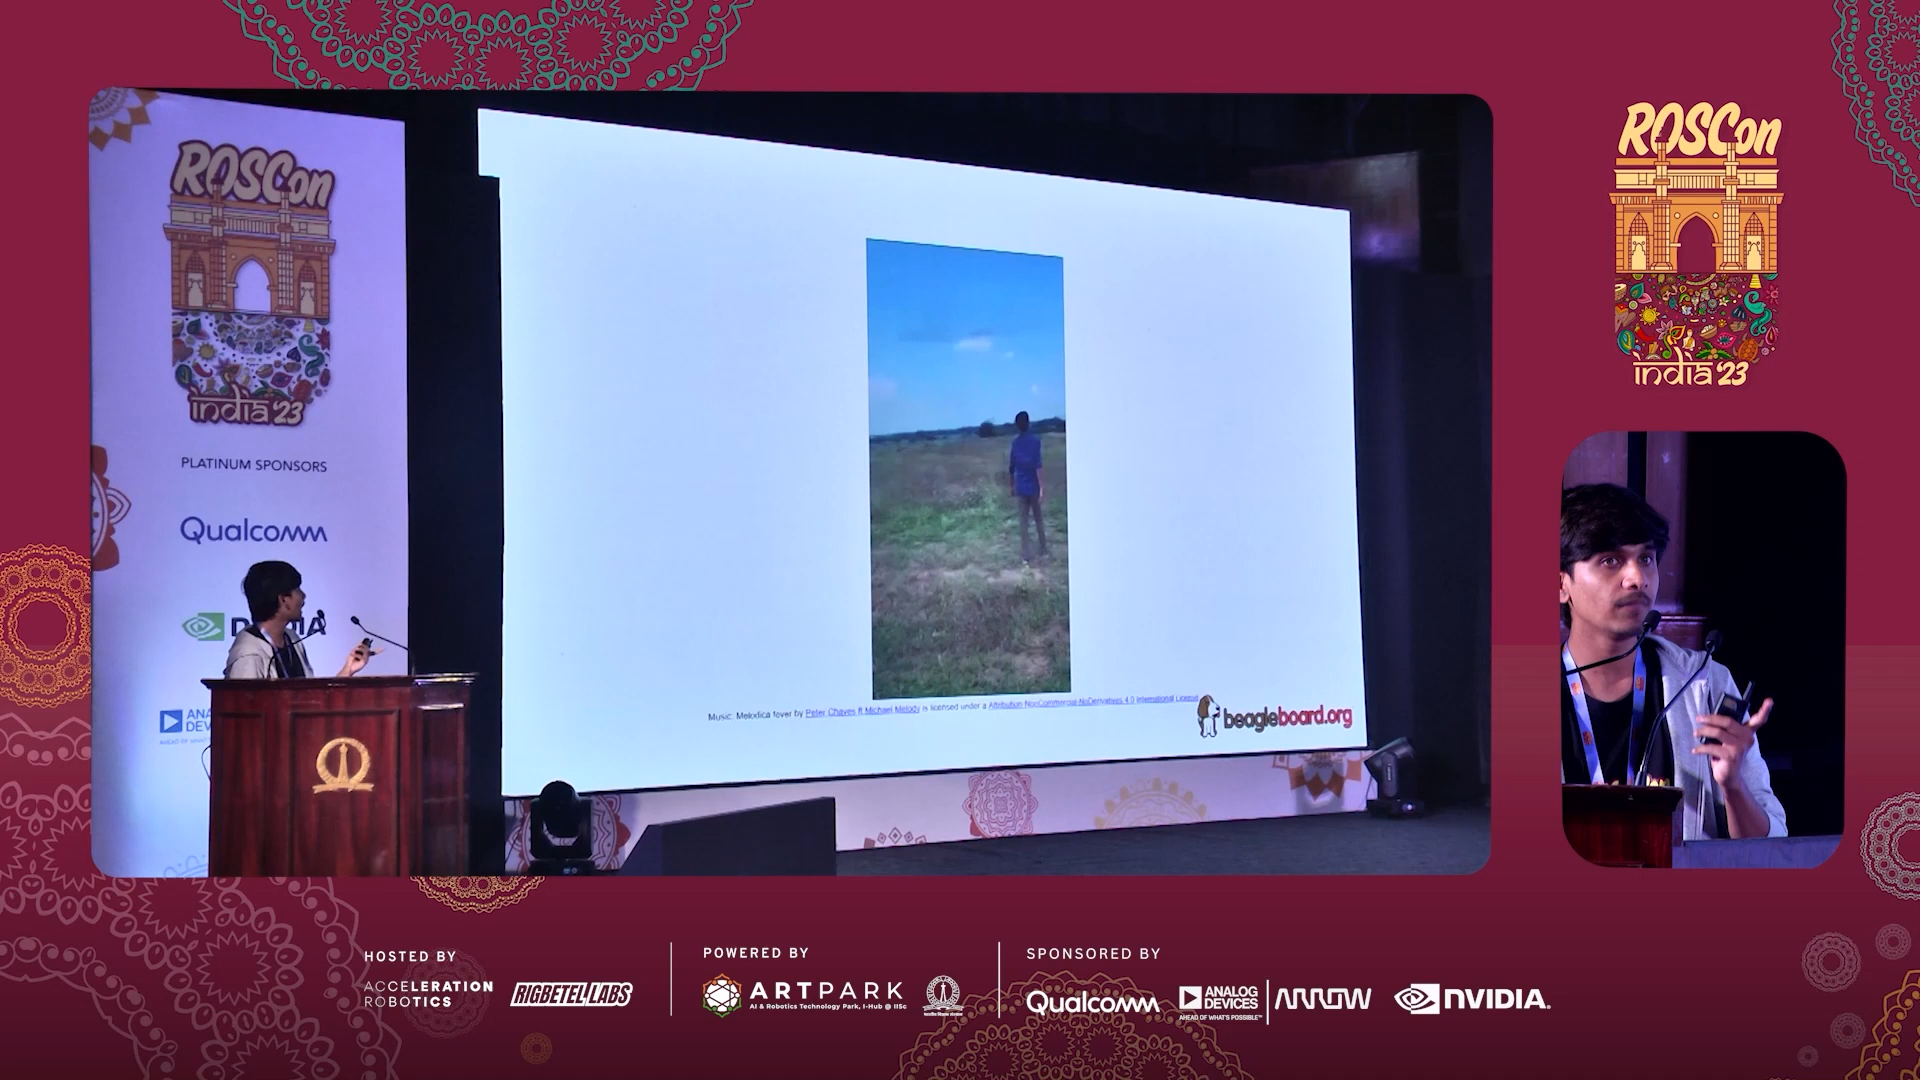 ROSCon
india'23
PLATINUM SPONSORS
Qualcomm
ROSCon
india'23
Music: Melodica fever by Peter Chaves ft Michael Melody is licensed under a Attribution NonCommercial-NoDerivatives 4.0 International License
beagleboard.org
HOSTED BY
ACCELERATION
ROBOTICS
RIGBETEL LABS
POWERED BY
ARTPARK
AI & Robotics Technology Park, I-Hub @ IISc
SPONSORED BY
Qualcomm
ANALOG
DEVICES
AHEAD OF WHAT'S POSSIBLE™
ARROW
NVIDIA.